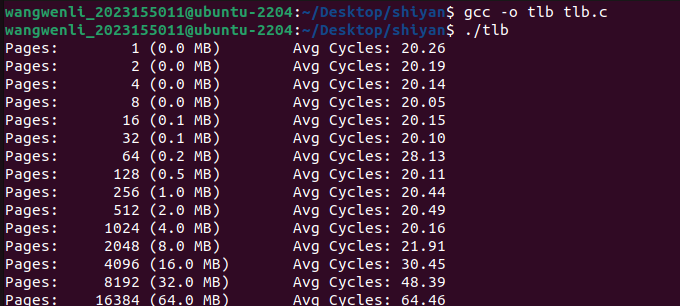 wangwenli_2023155011@ubuntu-2204:~/Desktop/shiyan$ gcc -o tlb tlb.c
wangwenli_2023155011@ubuntu-2204:~/Desktop/shiyan$ ./tlb
Pages:        1 (0.0 MB)        Avg Cycles: 20.26
Pages:        2 (0.0 MB)        Avg Cycles: 20.19
Pages:        4 (0.0 MB)        Avg Cycles: 20.14
Pages:        8 (0.0 MB)        Avg Cycles: 20.05
Pages:       16 (0.1 MB)        Avg Cycles: 20.15
Pages:       32 (0.1 MB)        Avg Cycles: 20.10
Pages:       64 (0.2 MB)        Avg Cycles: 28.13
Pages:      128 (0.5 MB)        Avg Cycles: 20.11
Pages:      256 (1.0 MB)        Avg Cycles: 20.44
Pages:      512 (2.0 MB)        Avg Cycles: 20.49
Pages:     1024 (4.0 MB)        Avg Cycles: 20.16
Pages:     2048 (8.0 MB)        Avg Cycles: 21.91
Pages:     4096 (16.0 MB)       Avg Cycles: 30.45
Pages:     8192 (32.0 MB)       Avg Cycles: 48.39
Pages:    16384 (64.0 MB)       Avg Cycles: 64.46